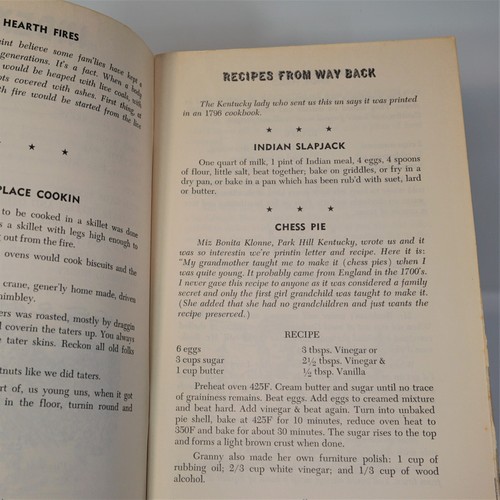 HEARTH FIRES
int believe some fam'lies have kept a
generations. It's a fact. When a body
would be heaped with live coals, with
ots covered with ashes. First thing, at
h fire would be started from the live
★ ★
PLACE COOKIN
to be cooked in a skillet was done
a skillet with legs high enough to
g out from the fire.
ovens would cook biscuits and the
crane, gener'ly home made, driven
himbley.
ers was roasted, mostly by draggin
d coverin the taters up. You always
e tater skins. Reckon all old folks
tnuts like we did taters.
rt of, us young uns, when it got
in the floor, turnin round and
RECIPES FROM WAY BACK
The Kentucky lady who sent us this un says it was printed
in an 1796 cookbook.
★ ★ ★
INDIAN SLAPJACK
One quart of milk, 1 pint of Indian meal, 4 eggs, 4 spoons
of flour, little salt, beat together; bake on griddles, or fry in a
dry pan, or bake in a pan which has been rub'd with suet, lard
or butter.
★ ★ ★
CHESS PIE
Miz Bonita Klonne, Park Hill Kentucky, wrote us and it
was so interestin we're printin letter and recipe. Here it is:
"My grandmother taught me to make it (chess pies) when I
was quite young. It probably came from England in the 1700's.
I never gave this recipe to anyone as it was considered a family
secret and only the first girl grandchild was taught to make it.
(She added that she had no grandchildren and just wants the
recipe preserved.)
RECIPE
6 eggs 3 tbsps. Vinegar or
3 cups sugar 2½ tbsps. Vinegar &
1 cup butter ½ tbsp. Vanilla
Preheat oven 425F. Cream butter and sugar until no trace
of graininess remains. Beat eggs. Add eggs to creamed mixture
and beat hard. Add vinegar & beat again. Turn into unbaked
pie shell, bake at 425F for 10 minutes, reduce oven heat to
350F and bake for about 30 minutes. The sugar rises to the top
and forms a light brown crust when done.
Granny also made her own furniture polish: 1 cup of
rubbing oil; 2/3 cup white vinegar; and 1/3 cup of wood
alcohol.